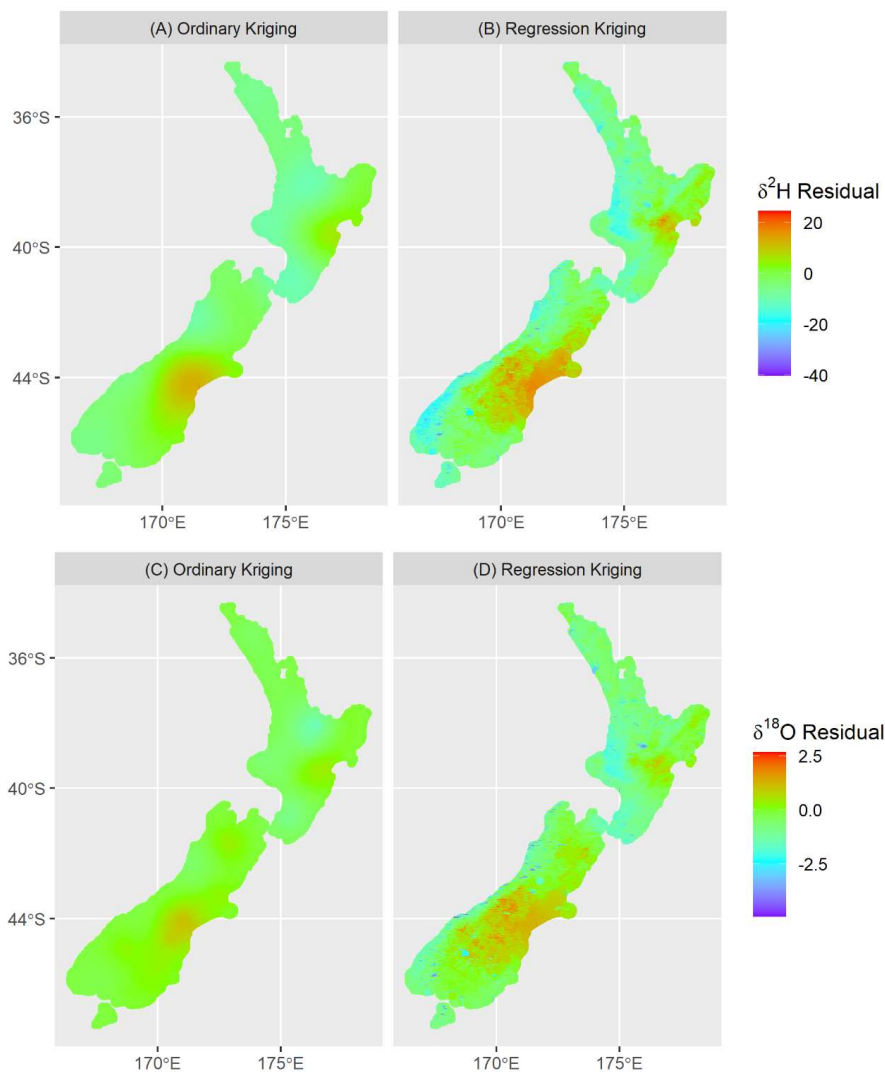 (A) Ordinary Kriging
(B) Regression Kriging
36°S
40°S
44°S
170°E
175°E
170°E
175°E
δ²H Residual
20
0
-20
-40
(C) Ordinary Kriging
(D) Regression Kriging
36°S
40°S
44°S
170°E
175°E
170°E
175°E
δ¹⁸O Residual
2.5
0.0
-2.5